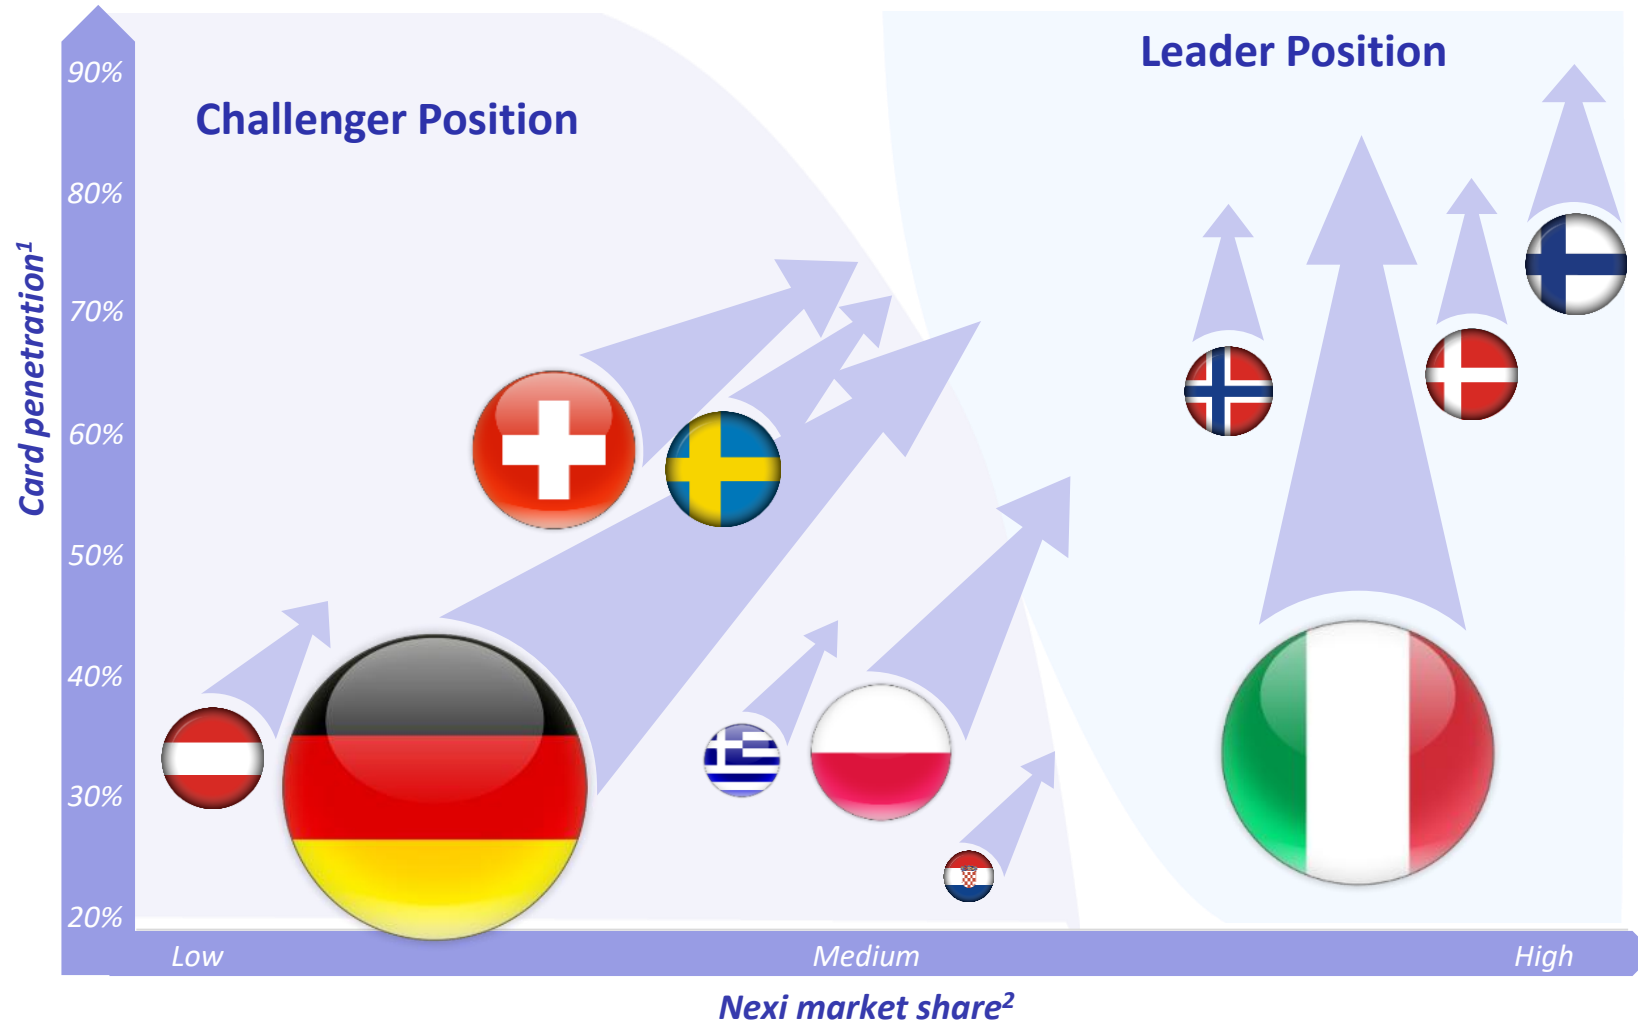 Leader Position
Challenger Position
90%
80%
70%
60%
50%
40%
30%
20%
Card penetration¹
Low
Medium
High
Nexi market share²